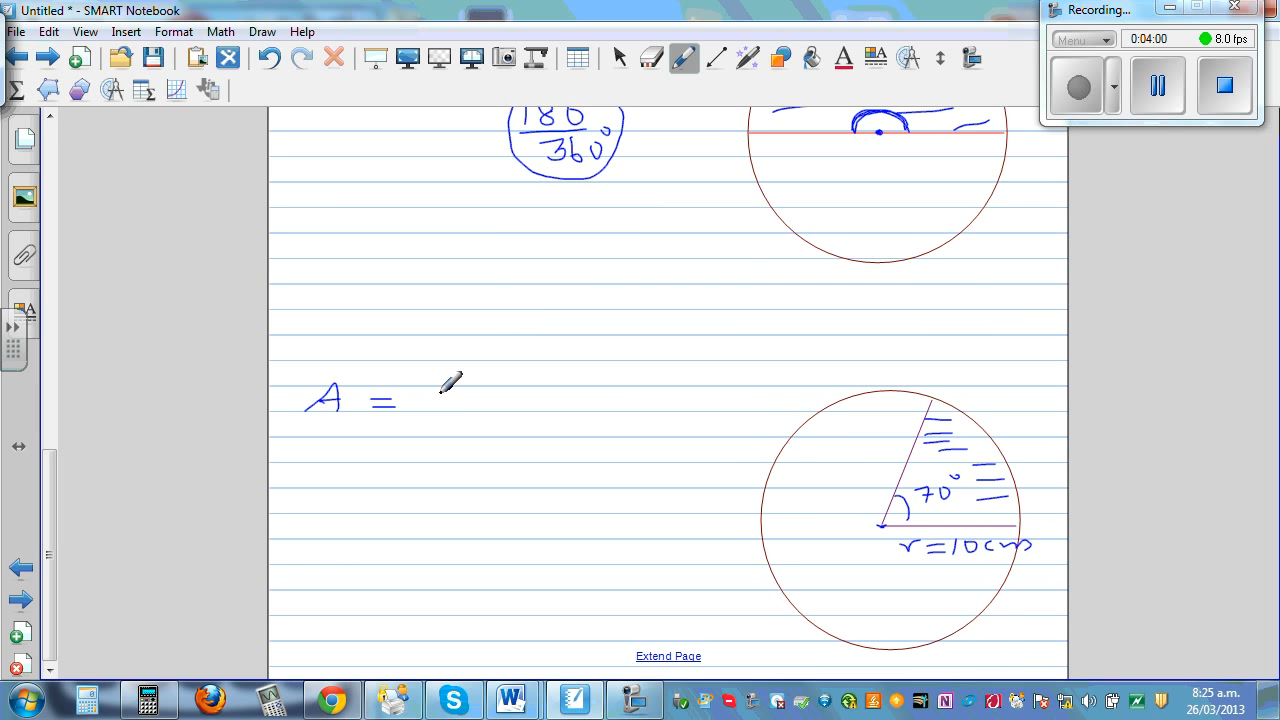 Untitled * - SMART Notebook
File Edit View Insert Format Math Draw Help
Recording...
Menu 0:04:00 8.0 fps
180
360°
A =
70°
r = 10cm
Extend Page
8:25 a.m.
26/03/2013